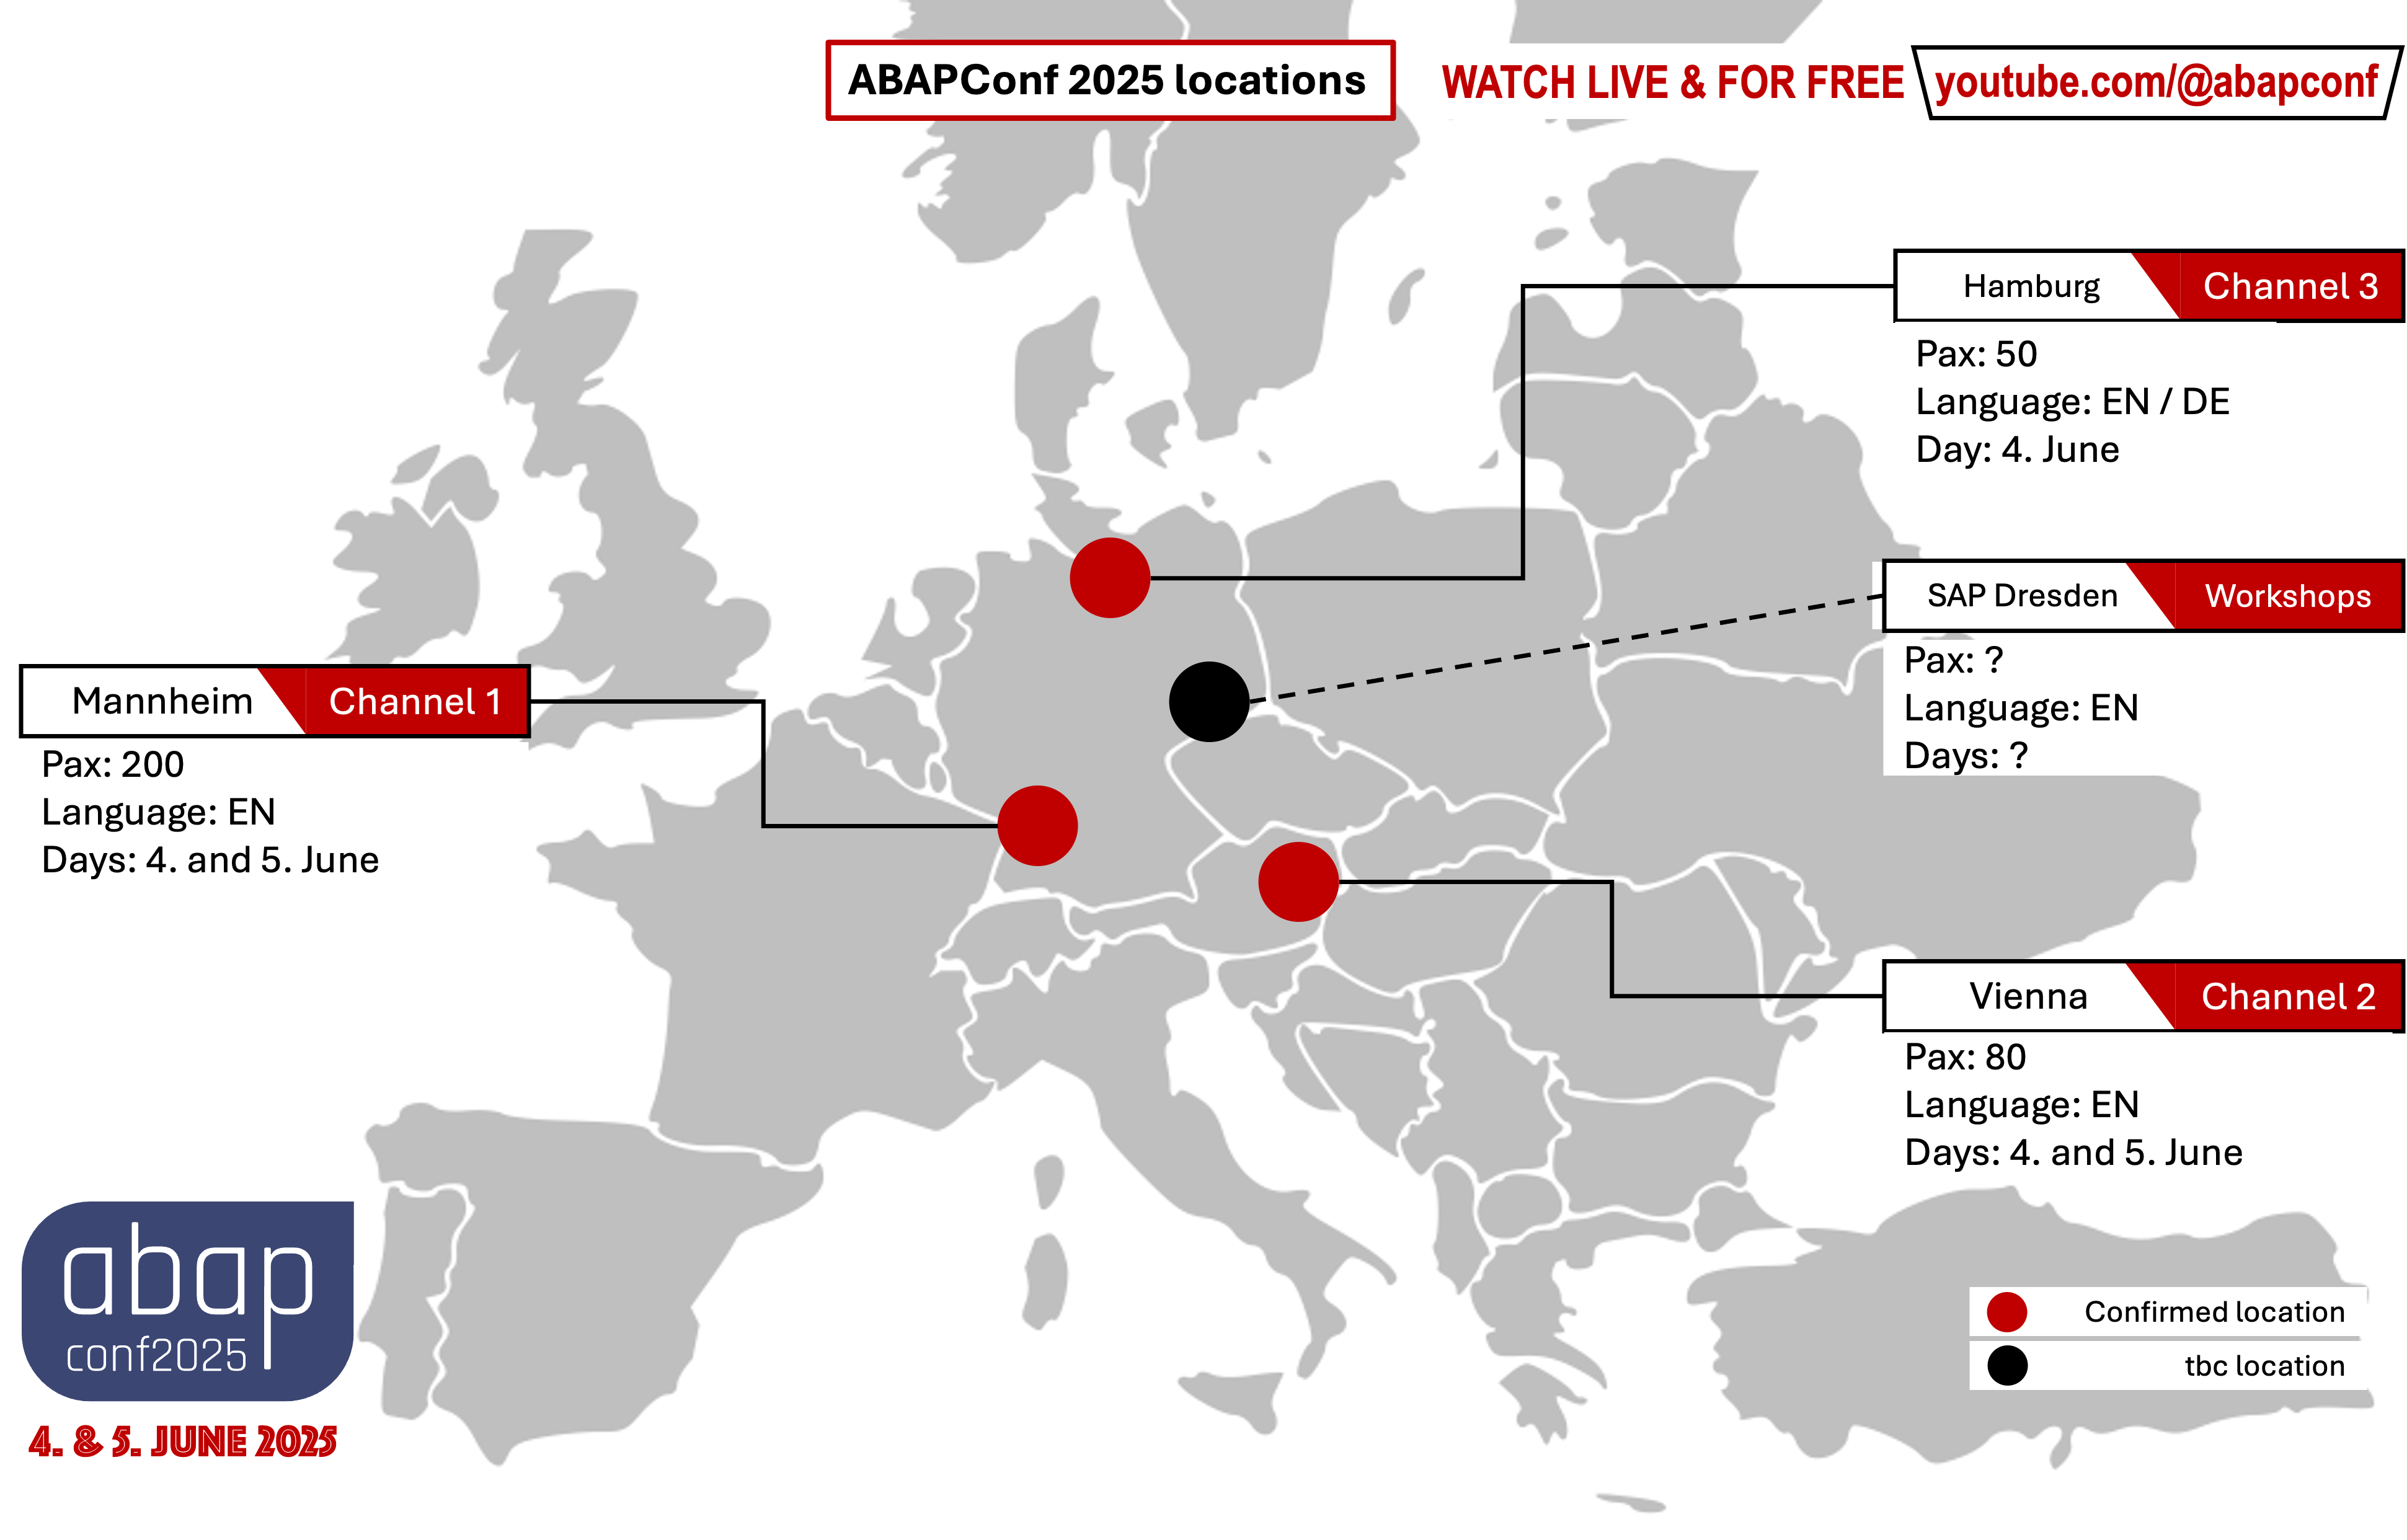 ABAPConf 2025 locations
WATCH LIVE & FOR FREE
youtube.com/@abapconf
Hamburg
Channel 3
Pax: 50
Language: EN / DE
Day: 4. June
SAP Dresden
Workshops
Pax: ?
Language: EN
Days: ?
Mannheim
Channel 1
Pax: 200
Language: EN
Days: 4. and 5. June
Vienna
Channel 2
Pax: 80
Language: EN
Days: 4. and 5. June
abap
conf2025
4. & 5. JUNE 2025
Confirmed location
tbc location